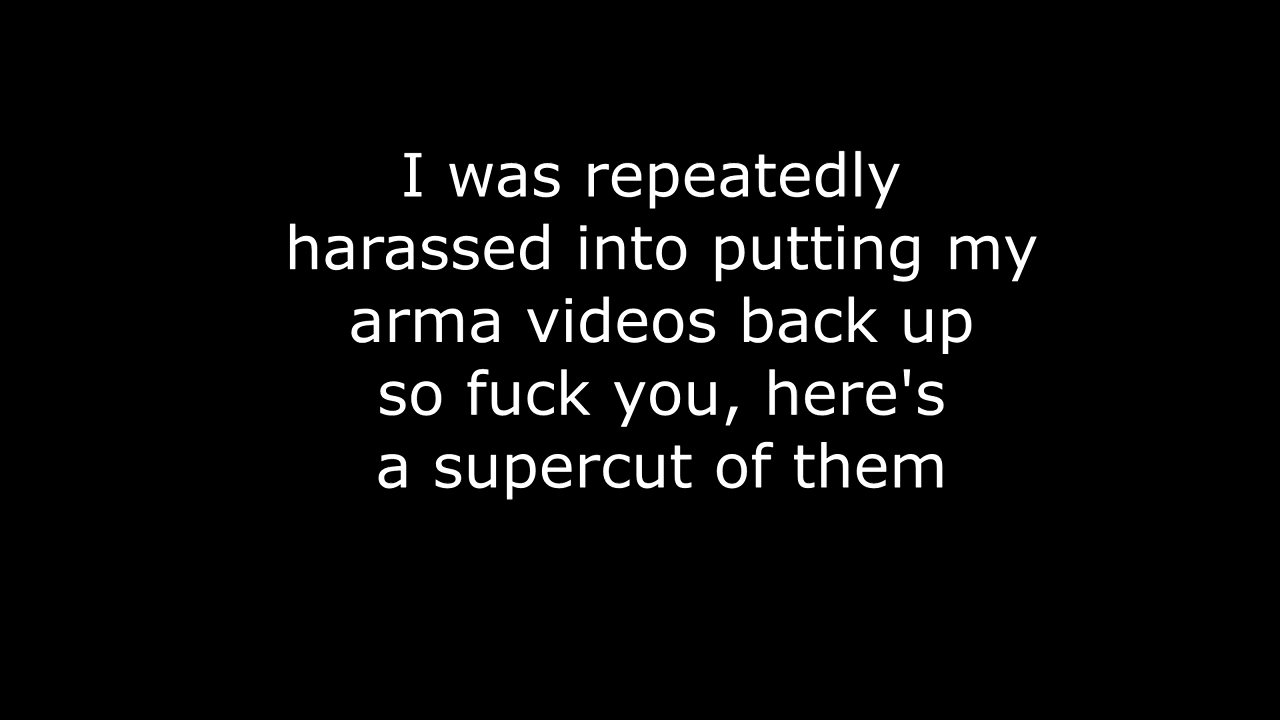 I was repeatedly
harassed into putting my
arma videos back up
so fuck you, here's
a supercut of them